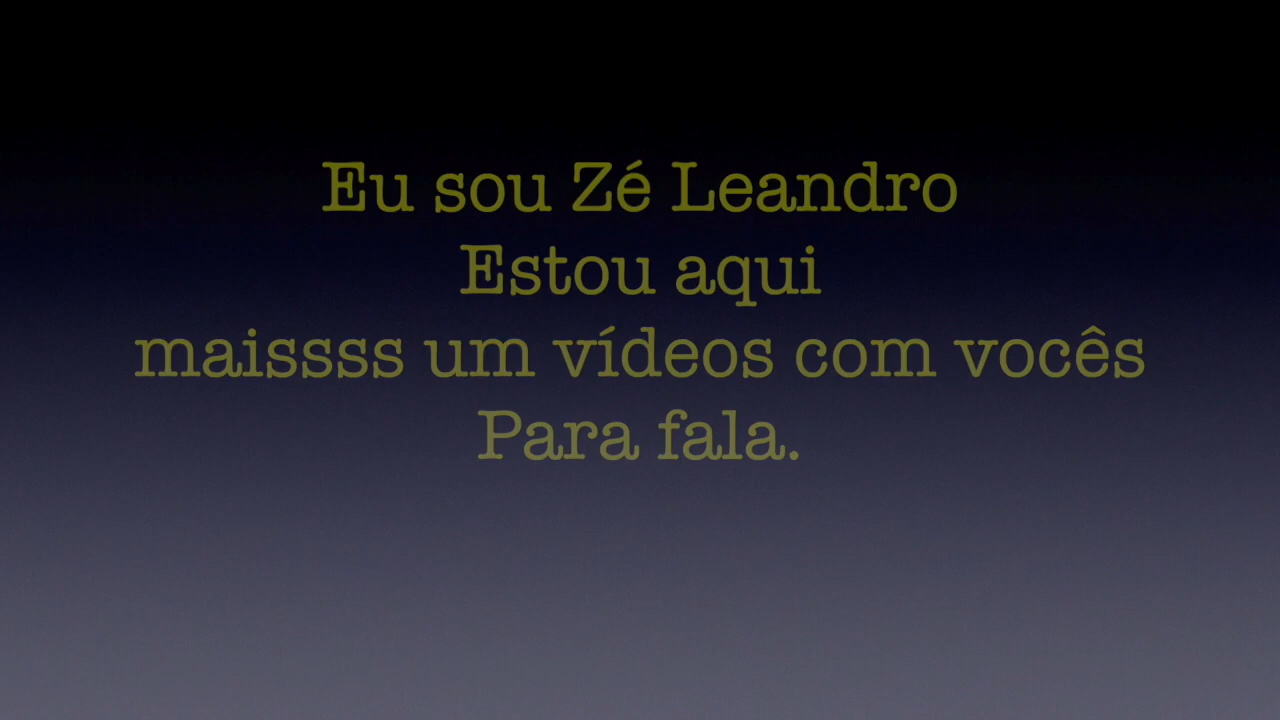 Eu sou Zé Leandro
Estou aqui
maissss um vídeos com vocês
Para fala.